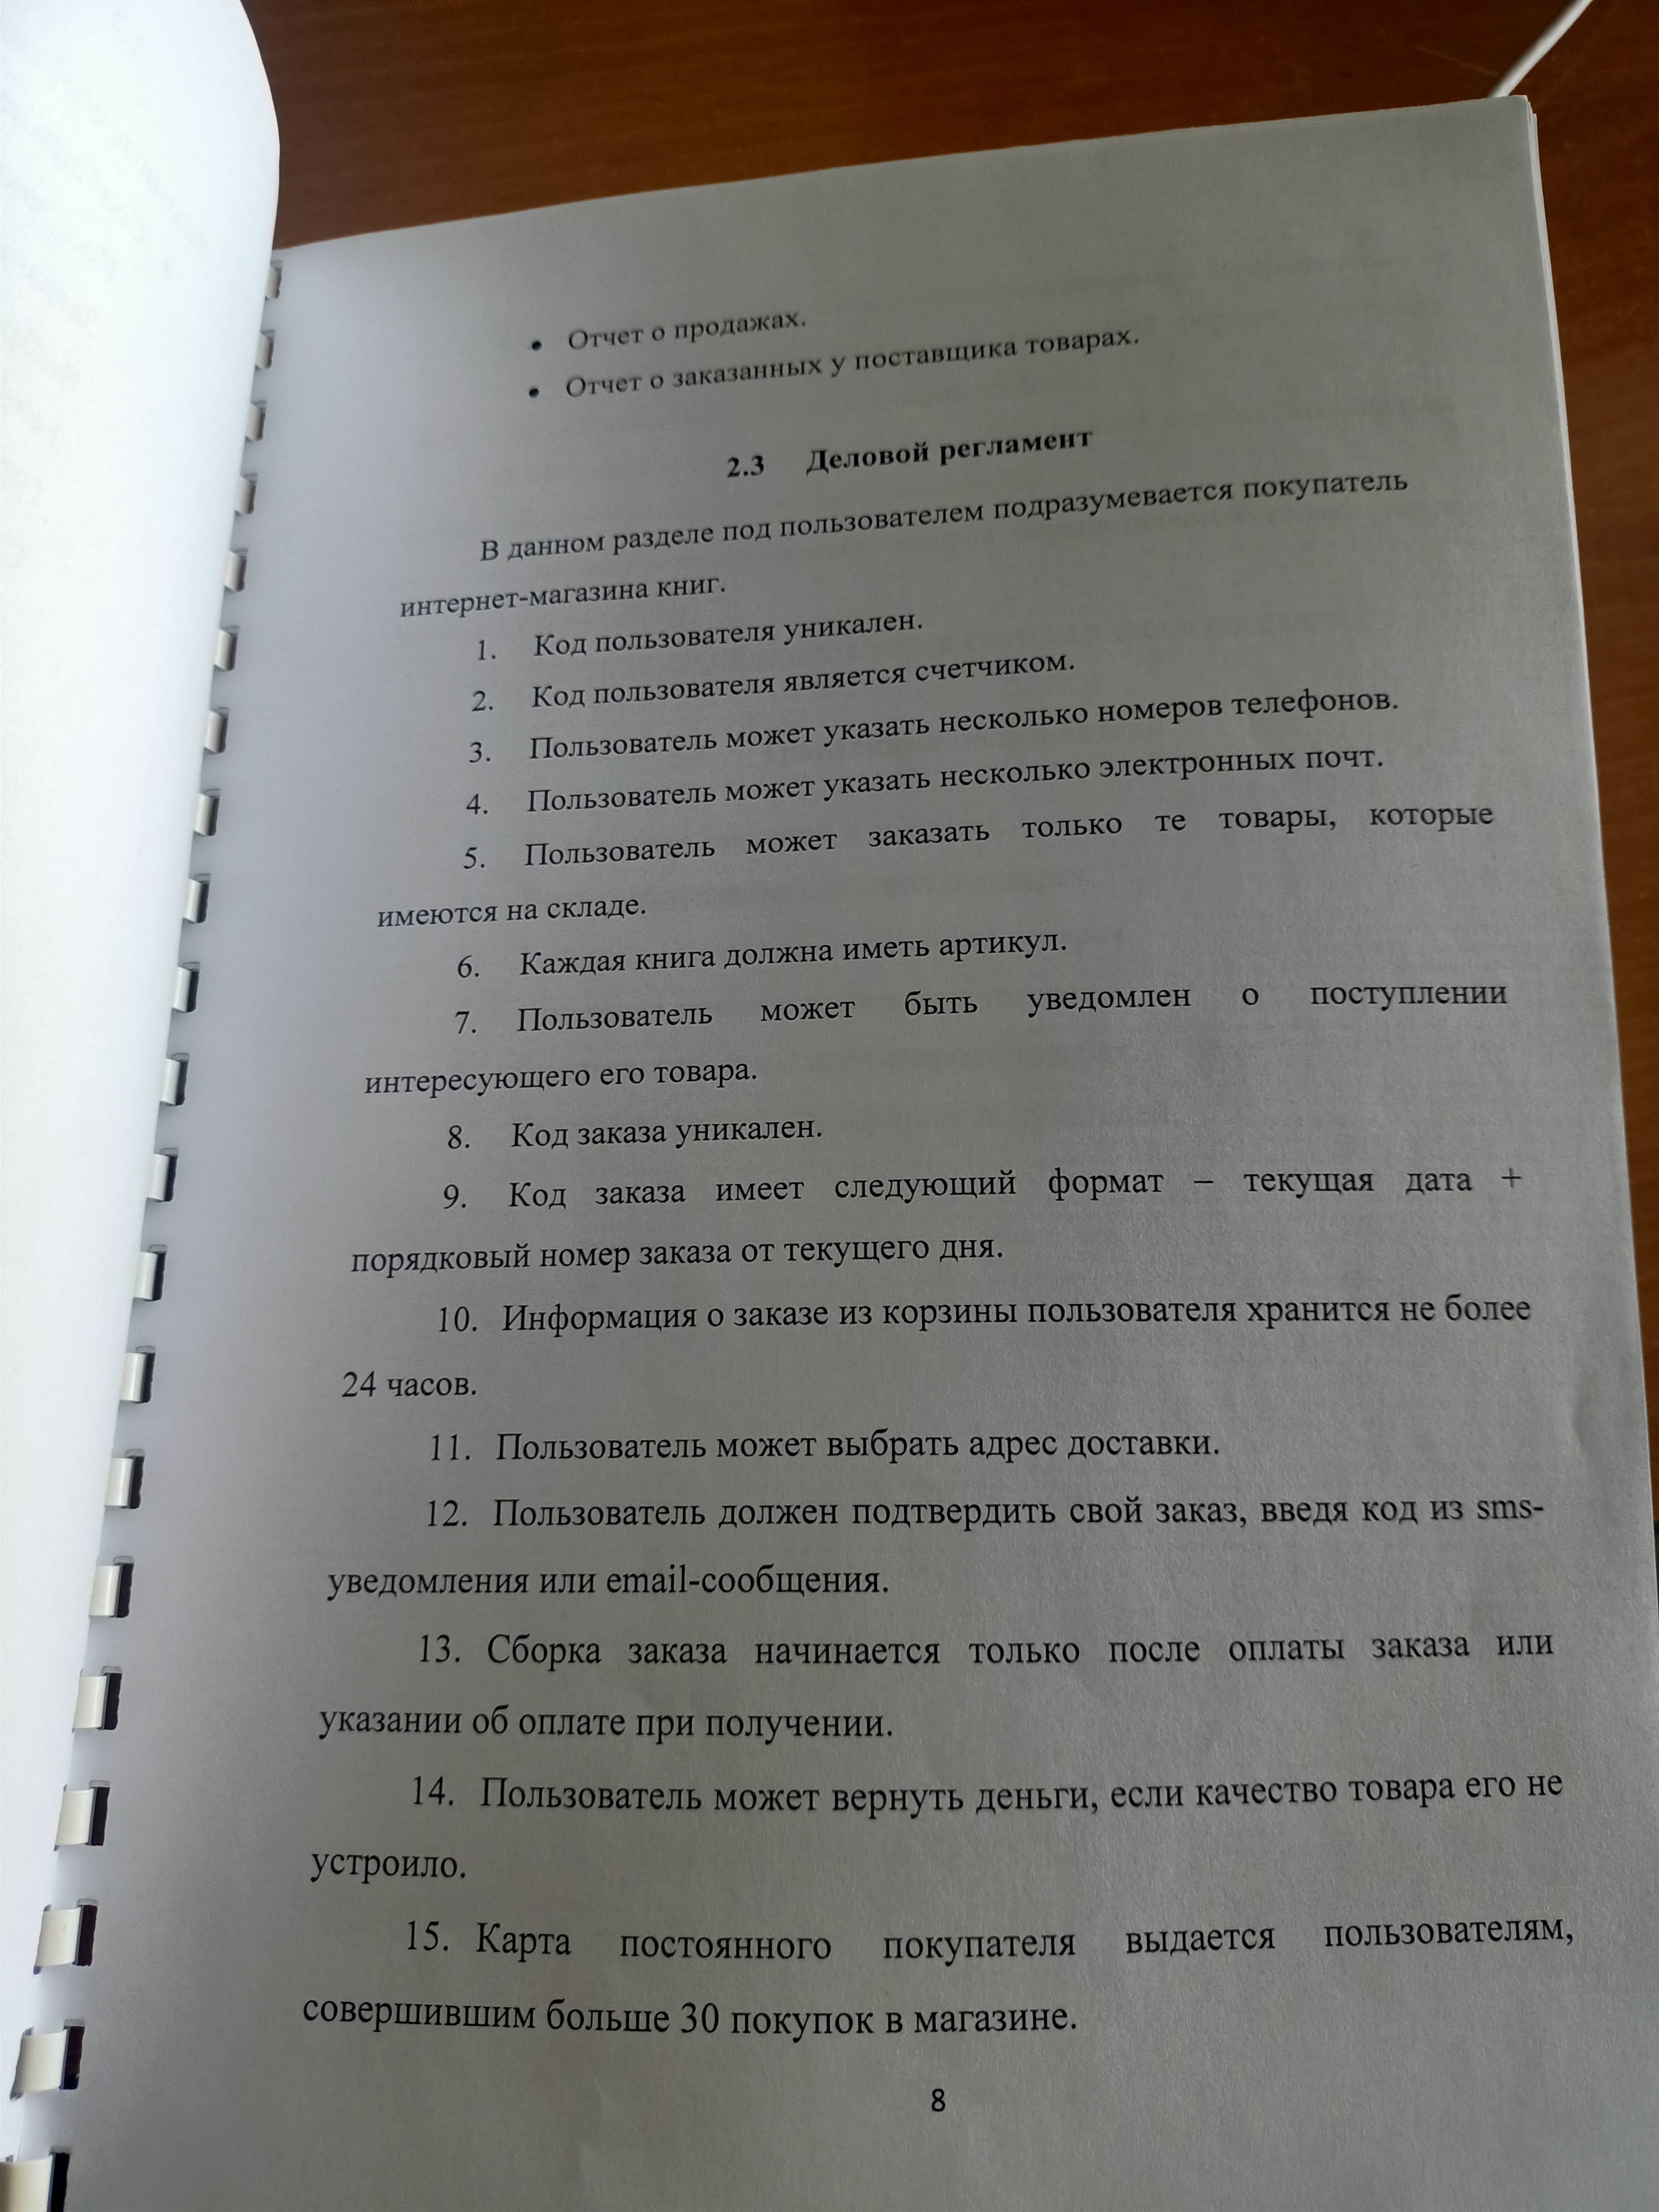 • Отчет о продажах.
• Отчет о заказанных у поставщика товарах.
2.3 Деловой регламент
В данном разделе под пользователем подразумевается покупатель
интернет-магазина книг.
1. Код пользователя уникален.
2. Код пользователя является счетчиком.
3. Пользователь может указать несколько номеров телефонов.
4. Пользователь может указать несколько электронных почт.
5. Пользователь может заказать только те товары, которые
имеются на складе.
6. Каждая книга должна иметь артикул.
7. Пользователь может быть уведомлен о поступлении
интересующего его товара.
8. Код заказа уникален.
9. Код заказа имеет следующий формат – текущая дата +
порядковый номер заказа от текущего дня.
10. Информация о заказе из корзины пользователя хранится не более
24 часов.
11. Пользователь может выбрать адрес доставки.
12. Пользователь должен подтвердить свой заказ, введя код из sms-
уведомления или email-сообщения.
13. Сборка заказа начинается только после оплаты заказа или
указании об оплате при получении.
14. Пользователь может вернуть деньги, если качество товара его не
устроило.
15. Карта постоянного покупателя выдается пользователям,
совершившим больше 30 покупок в магазине.
8